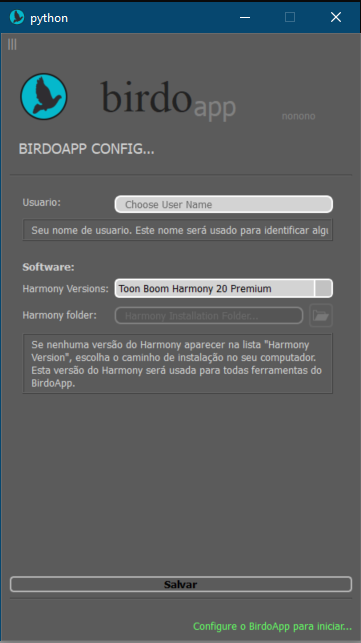 python
birdoapp
nonono
BIRDOAPP CONFIG...
Usuario:
Choose User Name
Seu nome de usuario. Este nome será usado para identificar algu
Software:
Harmony Versions:
Toon Boom Harmony 20 Premium
Harmony folder:
Harmony Installation Folder...
Se nenhuma versão do Harmony aparecer na lista "Harmony
Version", escolha o caminho de instalação no seu computador.
Esta versão do Harmony será usada para todas ferramentas do
BirdoApp.
Salvar
Configure o BirdoApp para iniciar...